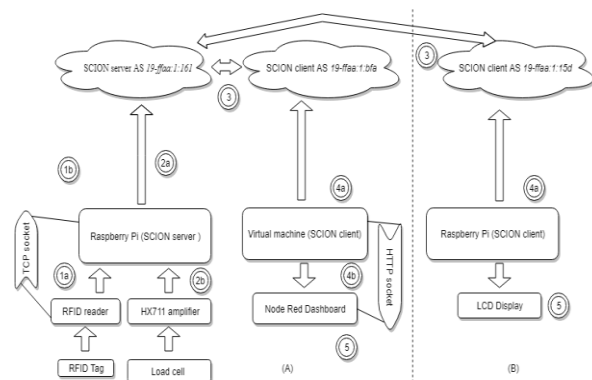 SCION server AS 19-ffaa:1:161
SCION client AS 19-ffaa:1:bfa
SCION client AS 19-ffaa:1:15d
3
3
1b
2a
4a
4a
TCP socket
Raspberry Pi (SCION server )
Virtual machine (SCION client)
HTTP socket
Raspberry Pi (SCION client)
1a
2b
4b
RFID reader
HX711 amplifier
Node Red Dashboard
LCD Display
5
5
RFID Tag
Load cell
(A)
(B)